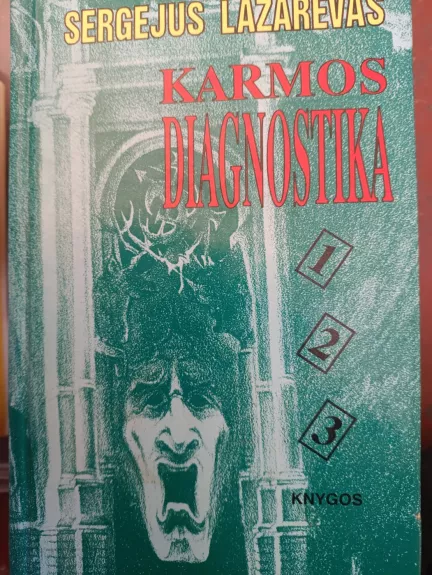 SERGEJUS LAZAREVAS
KARMOS
DIAGNOSTIKA
1
2
3
KNYGOS